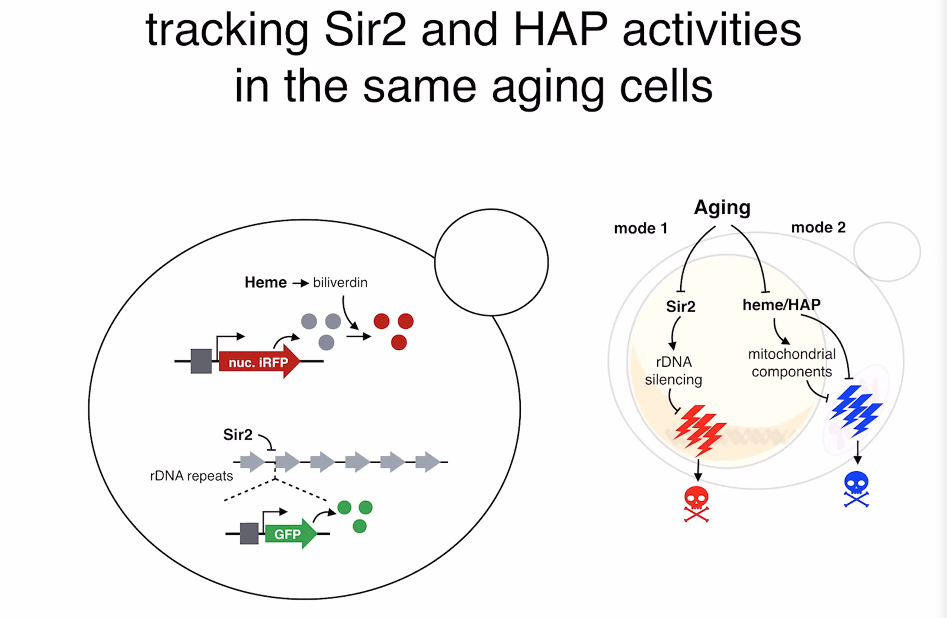 tracking Sir2 and HAP activities
in the same aging cells
Heme
biliverdin
nuc. iRFP
Sir2
rDNA repeats
GFP
Aging
mode 1
mode 2
Sir2
heme/HAP
rDNA
silencing
mitochondrial
components